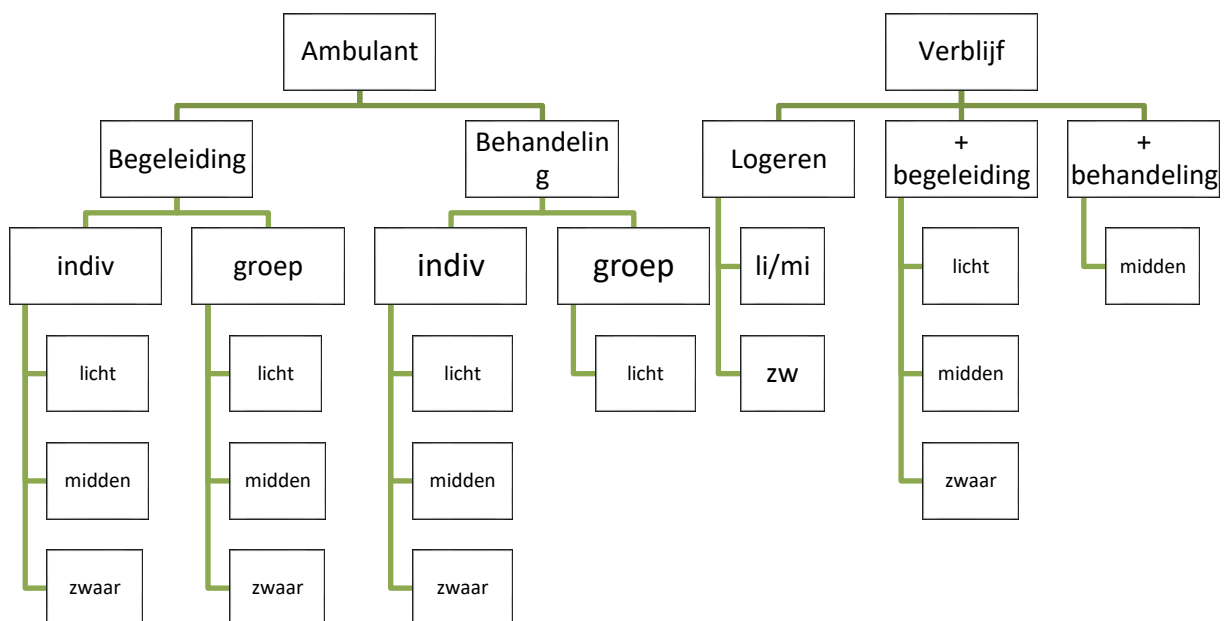 Ambulant
Verblijf
Begeleiding
Behandelin
g
Logeren
+
begeleiding
+
behandeling
indiv
groep
indiv
groep
li/mi
licht
midden
licht
licht
licht
licht
zw
midden
midden
midden
midden
zwaar
zwaar
zwaar
zwaar